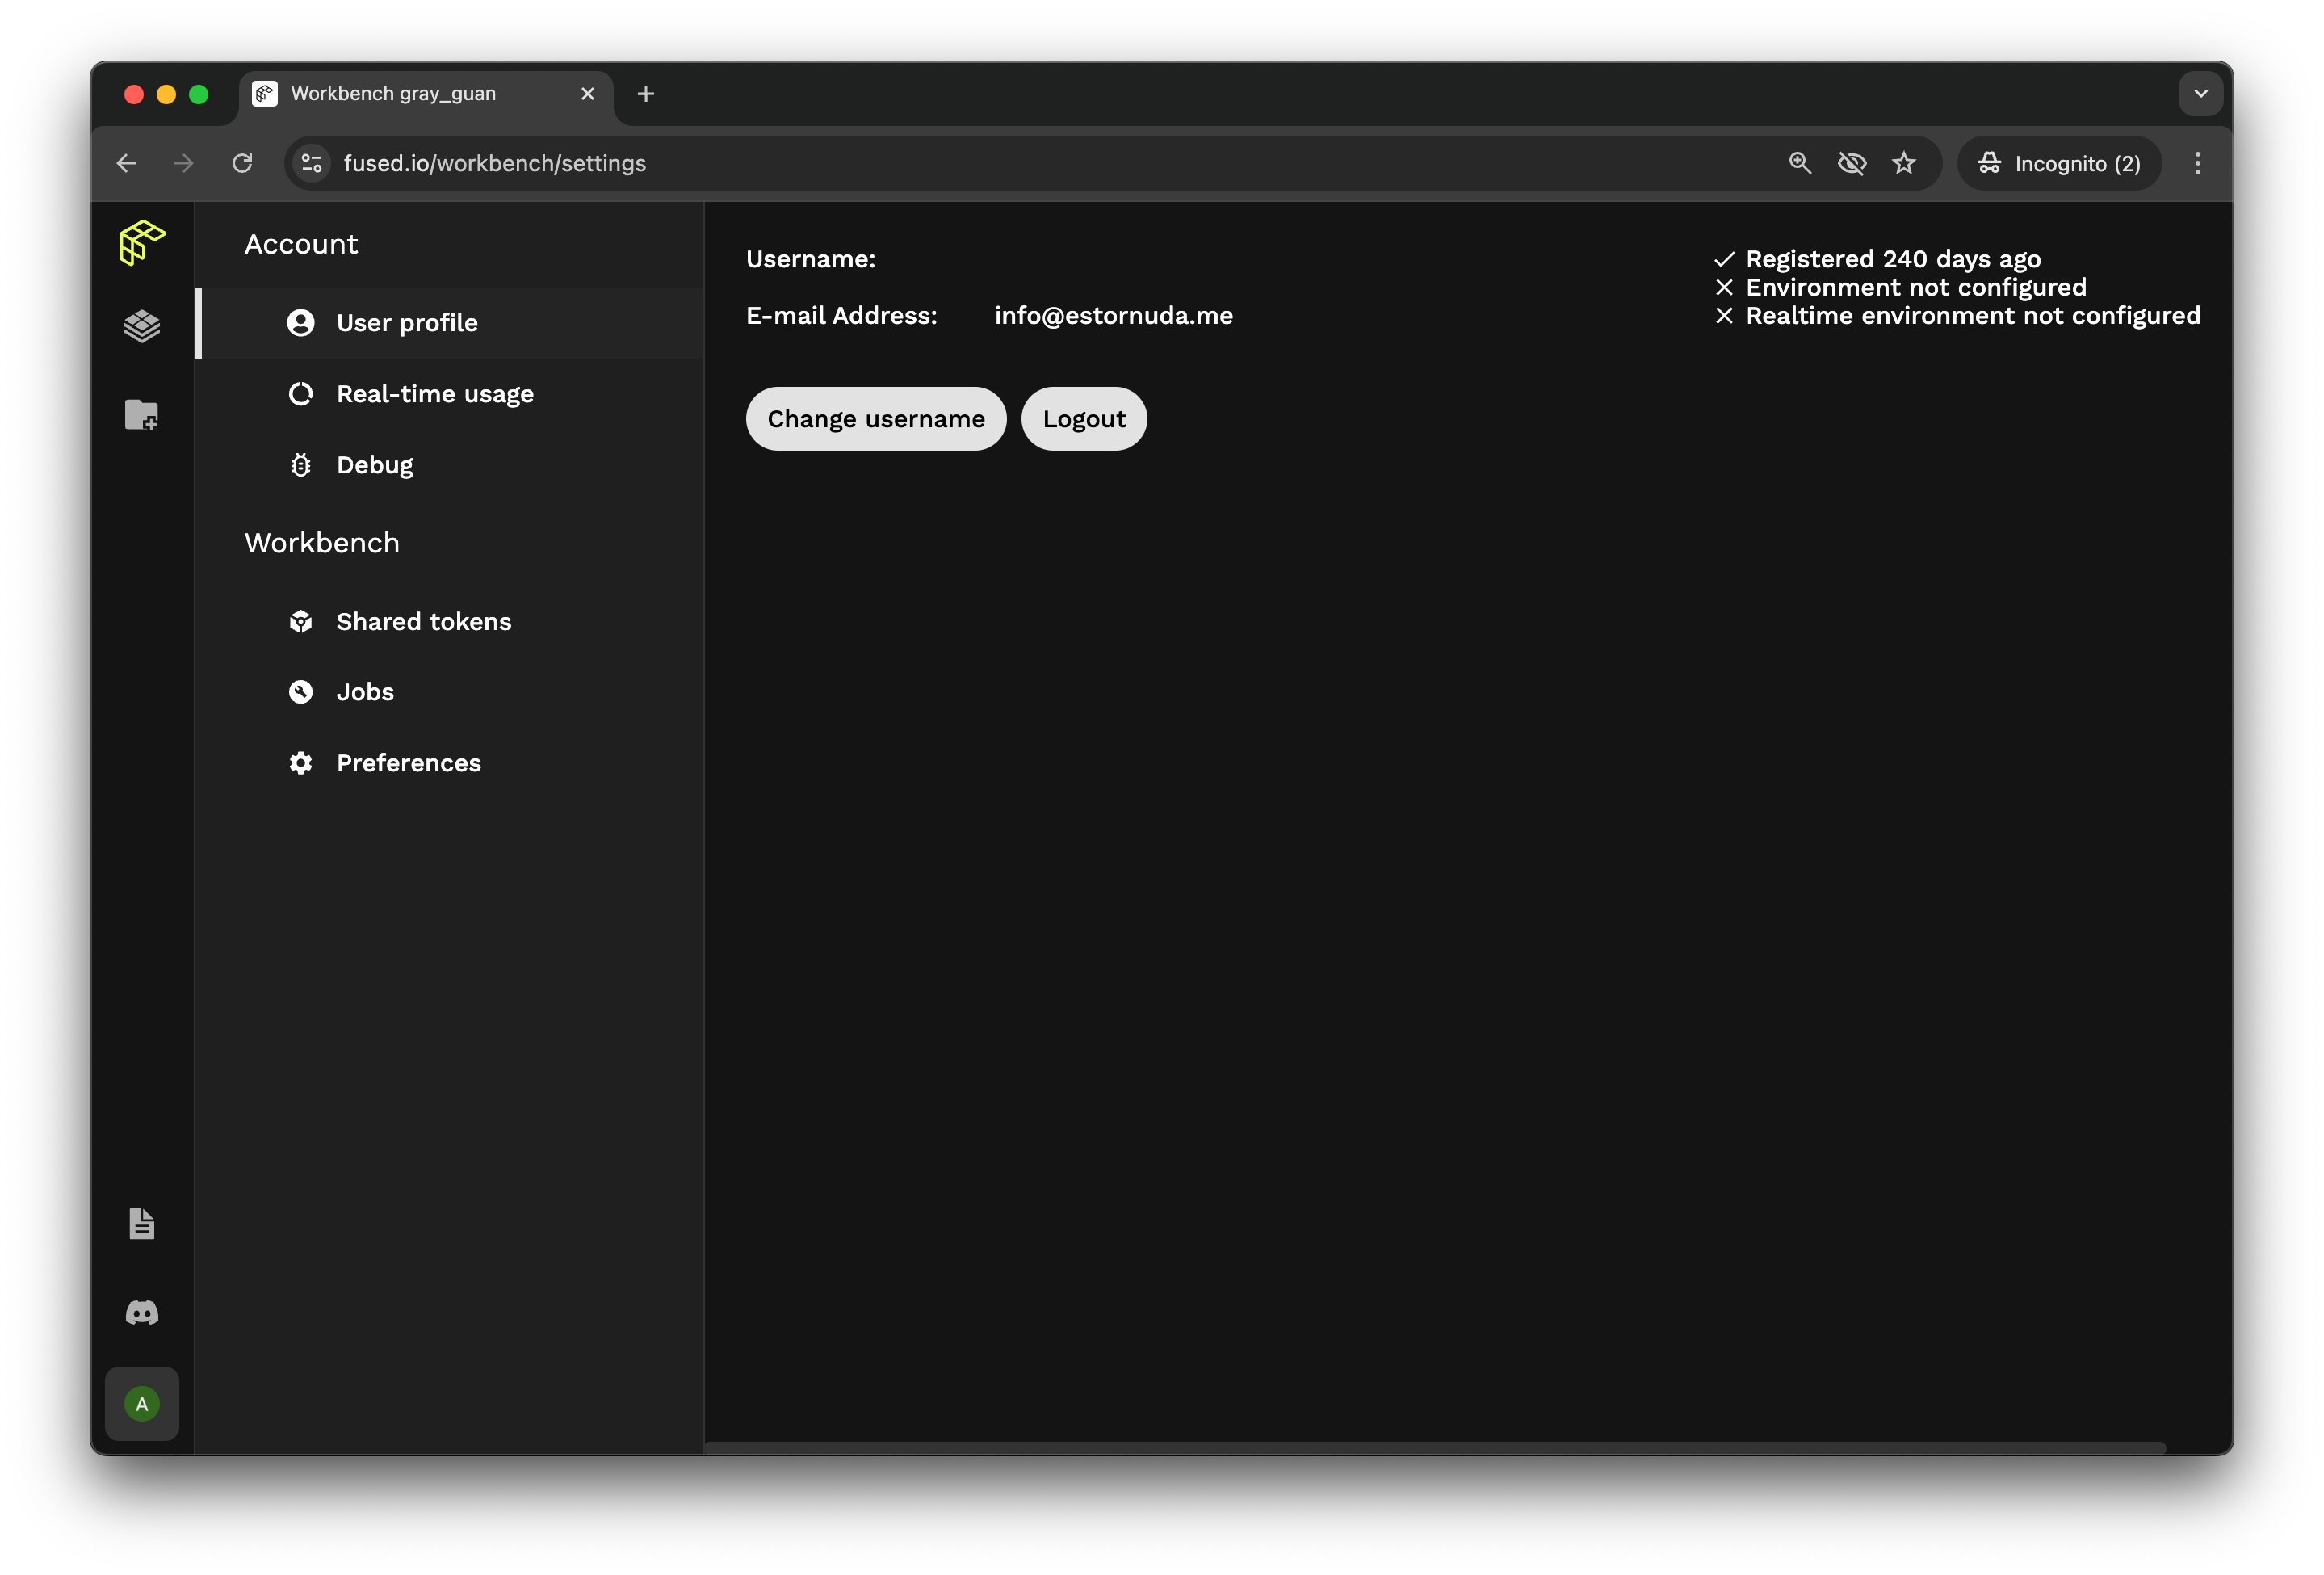 Workbench gray_guan
fused.io/workbench/settings
Incognito (2)
Account
User profile
Real-time usage
Debug
Workbench
Shared tokens
Jobs
Preferences
A
Username:
E-mail Address: info@estornuda.me
Change username
Logout
Registered 240 days ago
Environment not configured
Realtime environment not configured